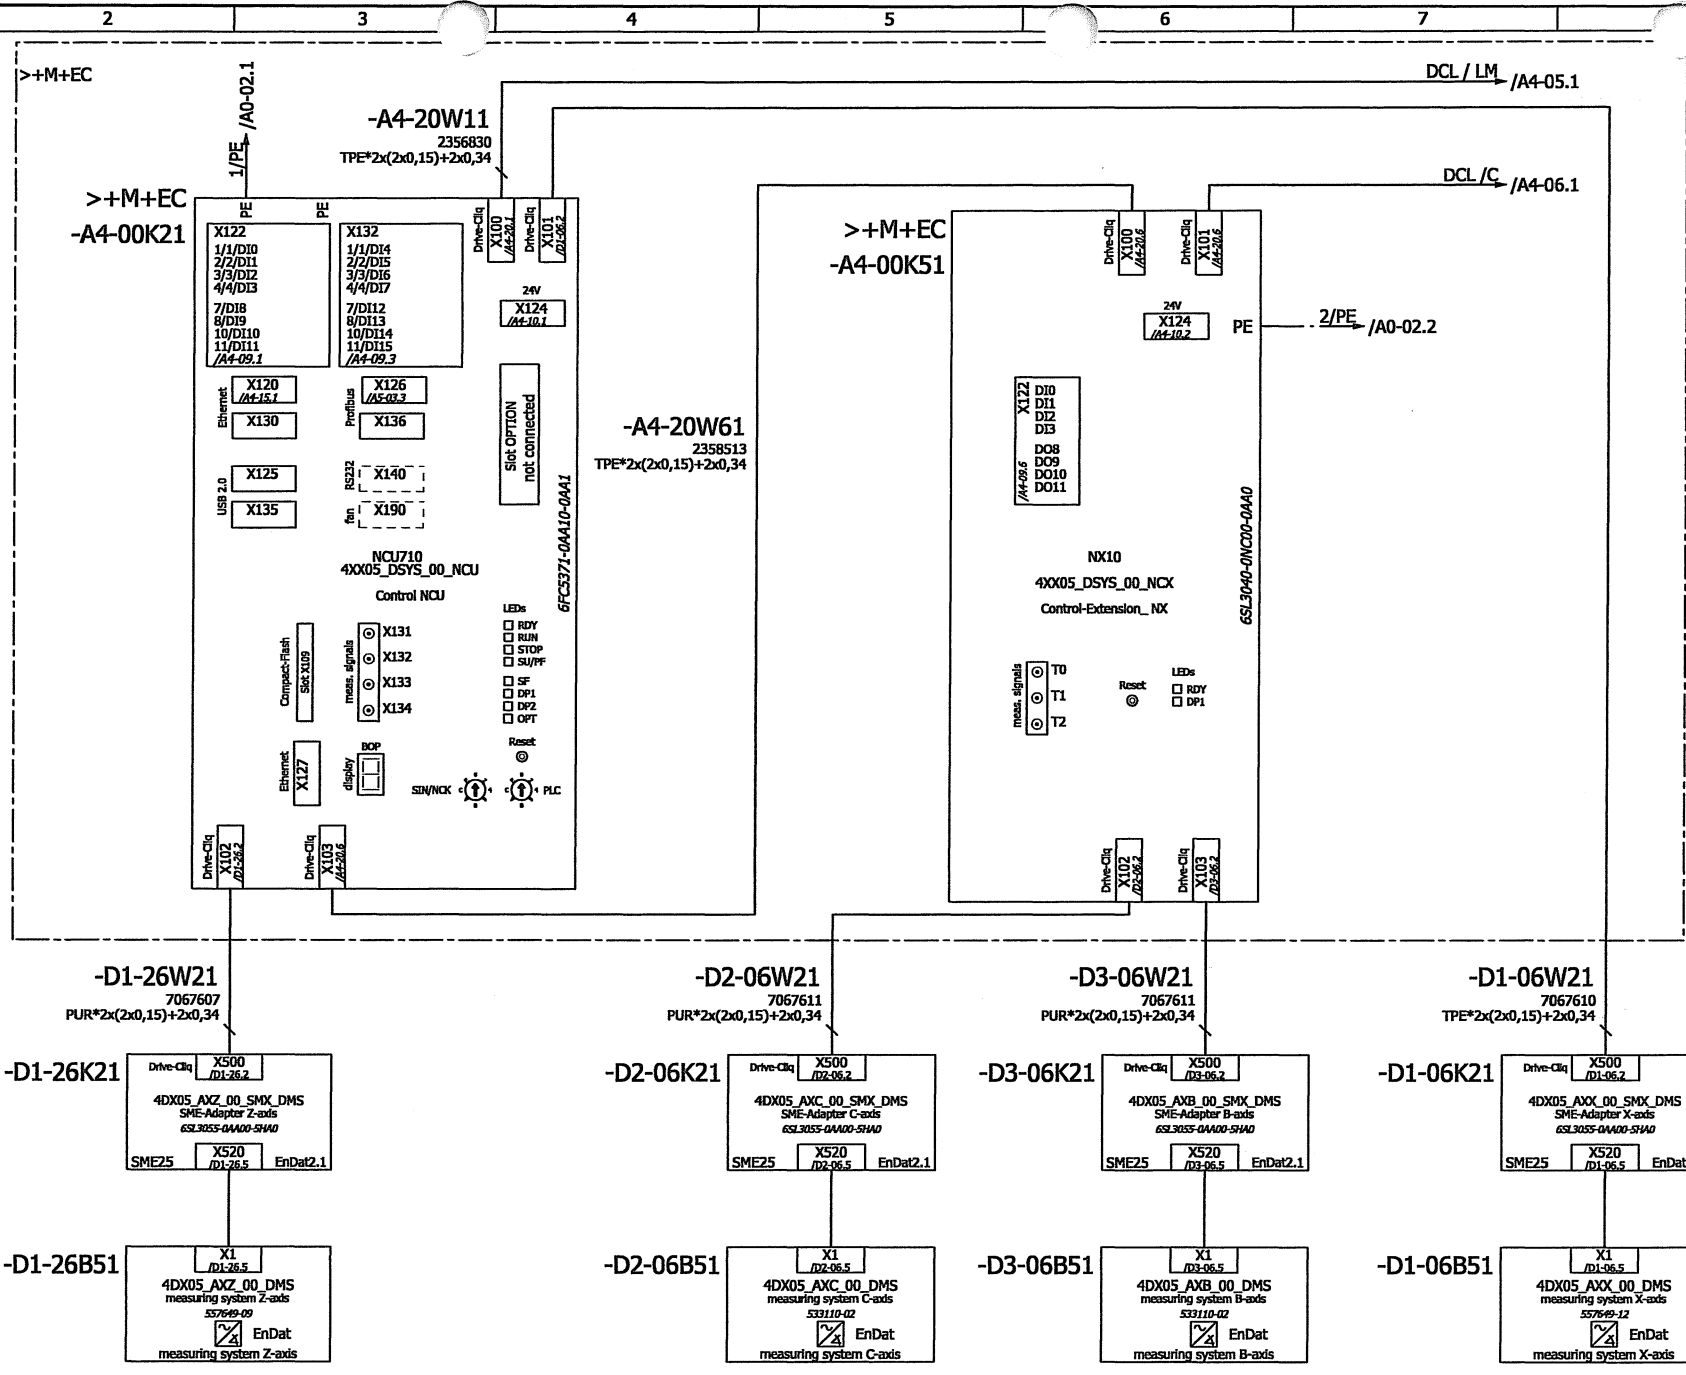 2 3 4 5 6 7
>+M+EC
1/PE
/A0-02.1
-A4-20W11
2356830
TPE*2x(2x0,15)+2x0,34
DCL / LM
/A4-05.1
DCL /C
/A4-06.1
>+M+EC
-A4-00K21
PE
PE
X122
1/1/DI0
2/2/DI1
3/3/DI2
4/4/DI3
7/DI8
8/DI9
10/DI10
11/DI11
/A4-09.1
X132
1/1/DI4
2/2/DI5
3/3/DI6
4/4/DI7
7/DI12
8/DI13
10/DI14
11/DI15
/A4-09.3
Drive-Cliq
X100
/A4-20.1
Drive-Cliq
X101
/D1-06.2
24V
X124
/A4-10.1
Ethernet
X120
/A4-15.1
X130
Profibus
X126
/A5-03.3
X136
USB 2.0
X125
X135
RS232
X140
fan
X190
Slot OPTION
not connected
6FC5371-0AA10-0AA1
NCU710
4XX05_DSYS_00_NCU
Control NCU
Compact-Flash
Slot X109
meas. signals
X131
X132
X133
X134
LEDs
RDY
RUN
STOP
SU/PF
SF
DP1
DP2
OPT
Reset
Ethernet
X127
display
BOP
SIN/NCK
PLC
Drive-Cliq
X102
/D1-26.2
Drive-Cliq
X103
/A4-20.6
-A4-20W61
2358513
TPE*2x(2x0,15)+2x0,34
>+M+EC
-A4-00K51
Drive-Cliq
X100
/A4-20.6
Drive-Cliq
X101
/A4-20.6
24V
X124
/A4-10.2
PE
2/PE
/A0-02.2
X122
/A4-09.6
DI0
DI1
DI2
DI3
DO8
DO9
DO10
DO11
6SL3040-0NC00-0AA0
NX10
4XX05_DSYS_00_NCX
Control-Extension_ NX
meas. signals
T0
T1
T2
Reset
LEDs
RDY
DP1
Drive-Cliq
X102
/D2-06.2
Drive-Cliq
X103
/D3-06.2
-D1-26W21
7067607
PUR*2x(2x0,15)+2x0,34
-D2-06W21
7067611
PUR*2x(2x0,15)+2x0,34
-D3-06W21
7067611
PUR*2x(2x0,15)+2x0,34
-D1-06W21
7067610
TPE*2x(2x0,15)+2x0,34
-D1-26K21
Drive-Cliq
X500
/D1-26.2
4DX05_AXZ_00_SMX_DMS
SME-Adapter Z-axis
6SL3055-0AA00-5HA0
SME25
X520
/D1-26.5
EnDat2.1
-D2-06K21
Drive-Cliq
X500
/D2-06.2
4DX05_AXC_00_SMX_DMS
SME-Adapter C-axis
6SL3055-0AA00-5HA0
SME25
X520
/D2-06.5
EnDat2.1
-D3-06K21
Drive-Cliq
X500
/D3-06.2
4DX05_AXB_00_SMX_DMS
SME-Adapter B-axis
6SL3055-0AA00-5HA0
SME25
X520
/D3-06.5
EnDat2.1
-D1-06K21
Drive-Cliq
X500
/D1-06.2
4DX05_AXX_00_SMX_DMS
SME-Adapter X-axis
6SL3055-0AA00-5HA0
SME25
X520
/D1-06.5
EnDat
-D1-26B51
X1
/D1-26.5
4DX05_AXZ_00_DMS
measuring system Z-axis
557649-09
EnDat
measuring system Z-axis
-D2-06B51
X1
/D2-06.5
4DX05_AXC_00_DMS
measuring system C-axis
533110-02
EnDat
measuring system C-axis
-D3-06B51
X1
/D3-06.5
4DX05_AXB_00_DMS
measuring system B-axis
533110-02
EnDat
measuring system B-axis
-D1-06B51
X1
/D1-06.5
4DX05_AXX_00_DMS
measuring system X-axis
557649-12
EnDat
measuring system X-axis